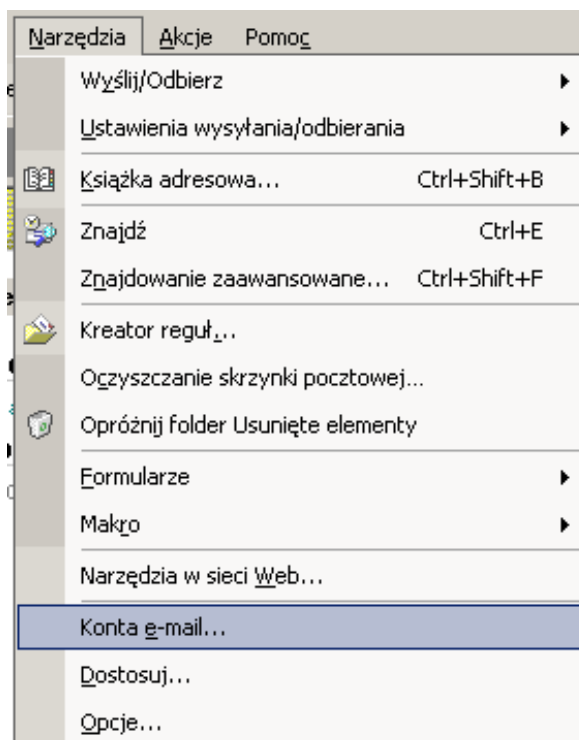 Narzędzia Akcje Pomoc
Wyślij/Odbierz
Ustawienia wysyłania/odbierania
Książka adresowa... Ctrl+Shift+B
Znajdź Ctrl+E
Znajdowanie zaawansowane... Ctrl+Shift+F
Kreator reguł...
Oczyszczanie skrzynki pocztowej...
Opróżnij folder Usunięte elementy
Formularze
Makro
Narzędzia w sieci Web...
Konta e-mail...
Dostosuj...
Opcje...